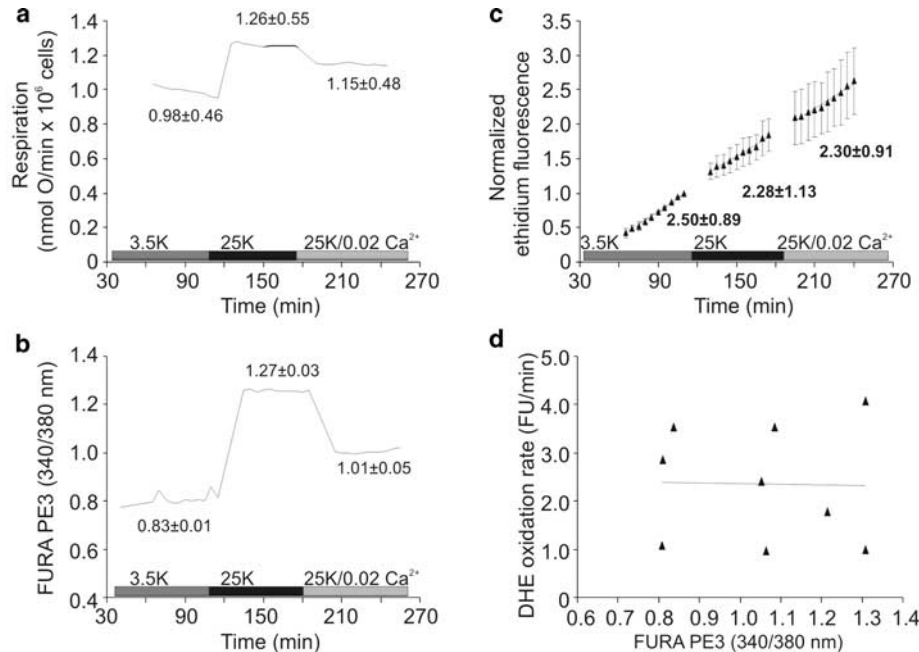 a
Respiration
(nmol O/min x 10⁶ cells)
1.4
1.2
1.0
0.8
0.6
0.4
0.2
0
1.26±0.55
0.98±0.46
1.15±0.48
3.5K 25K 25K/0.02 Ca²⁺
30 90 150 210 270
Time (min)
b
FURA PE3 (340/380 nm)
1.4
1.2
1.0
0.8
0.6
0.4
1.27±0.03
0.83±0.01
1.01±0.05
3.5K 25K 25K/0.02 Ca²⁺
30 90 150 210 270
Time (min)
c
Normalized
ethidium fluorescence
3.5
3.0
2.5
2.0
1.5
1.0
0.5
0
2.50±0.89
2.28±1.13
2.30±0.91
3.5K 25K 25K/0.02 Ca²⁺
30 90 150 210 270
Time (min)
d
DHE oxidation rate (FU/min)
5.0
4.0
3.0
2.0
1.0
0
0.6 0.7 0.8 0.9 1.0 1.1 1.2 1.3 1.4
FURA PE3 (340/380 nm)